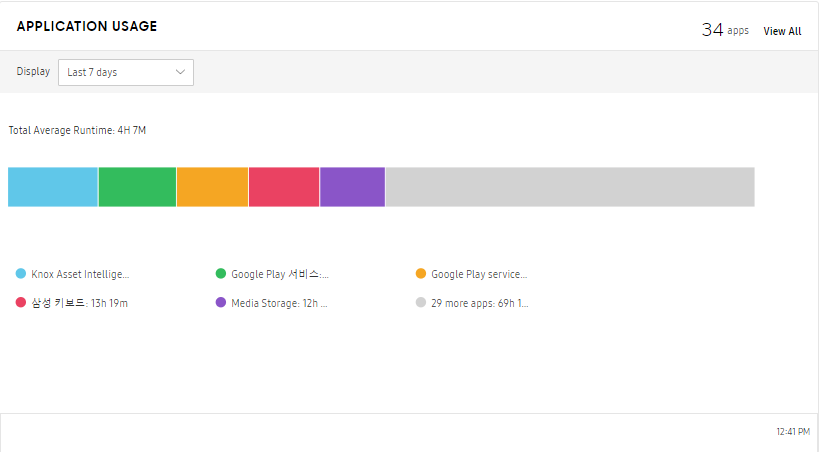 APPLICATION USAGE
34 apps View All
Display Last 7 days
Total Average Runtime: 4H 7M
Knox Asset Intellige... Google Play 서비스:... Google Play service...
삼성 키보드: 13h 19m Media Storage: 12h ... 29 more apps: 69h 1...
12:41 PM